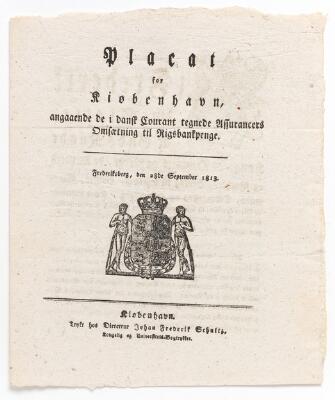 Placat
for
Kiøbenhavn,
angaaende de i dansk Courant tegnede Assurancers
Omsætning til Rigsbankpenge.
Frederiksberg, den 28de September 1813.
Kiøbenhavn.
Trykt hos Directeur Johan Frederik Schultz,
Kongelig og Universitets-Bogtrykker.